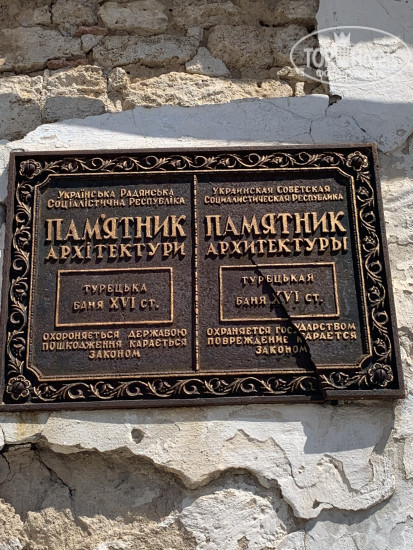 Українська Радянська
Соціалістична Республіка
ПАМ'ЯТНИК
АРХІТЕКТУРИ
ТУРЕЦЬКА
БАНЯ XVI СТ.
ОХОРОНЯЄТЬСЯ ДЕРЖАВОЮ
ПОШКОДЖЕННЯ КАРАЄТЬСЯ
ЗАКОНОМ
Украинская Советская
Социалистическая Республика
ПАМЯТНИК
АРХИТЕКТУРЫ
ТУРЕЦКАЯ
БАНЯ XVI СТ.
ОХРАНЯЕТСЯ ГОСУДАРСТВОМ
ПОВРЕЖДЕНИЕ КАРАЕТСЯ
ЗАКОНОМ